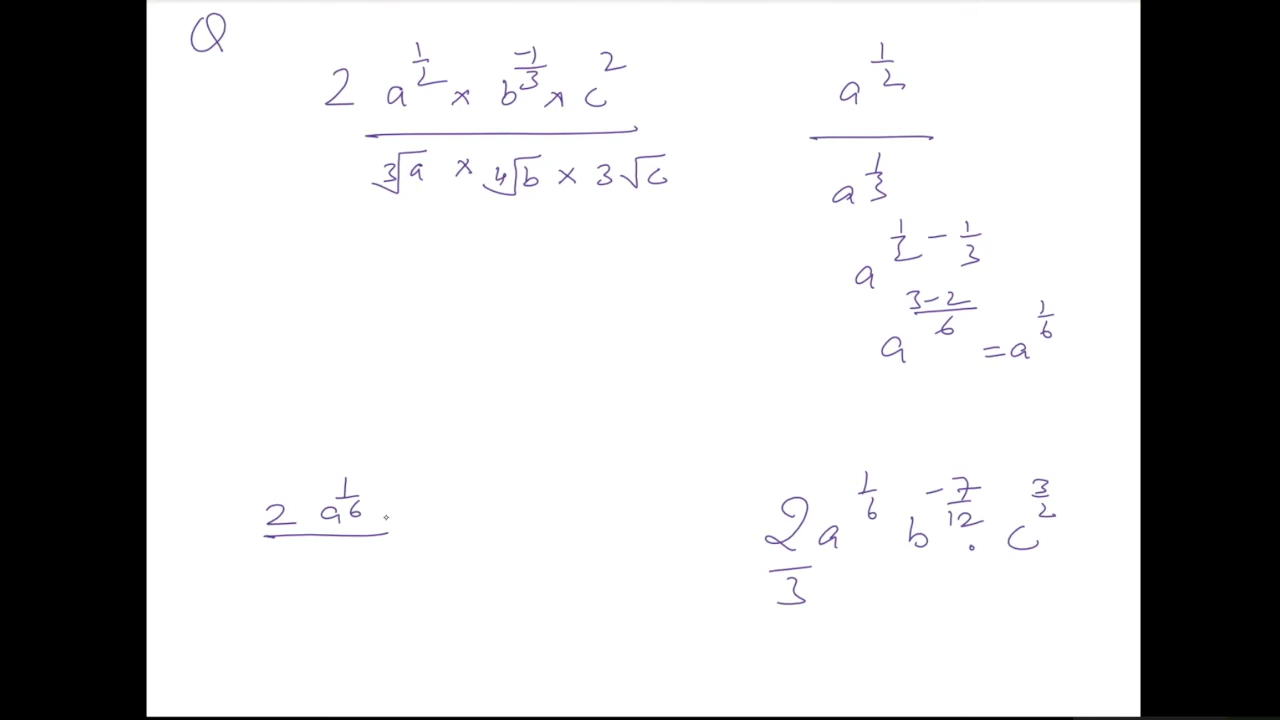 Q
2 a^{1/2} × b^{-1/3} × c^2
∛a × ∜b × 3√c
a^{1/2}
a^{1/3}
a^{1/2 - 1/3}
a^{(3-2)/6} = a^{1/6}
2 a^{1/6} .
2/3 a^{1/6} b^{-7/12} . c^{3/2}